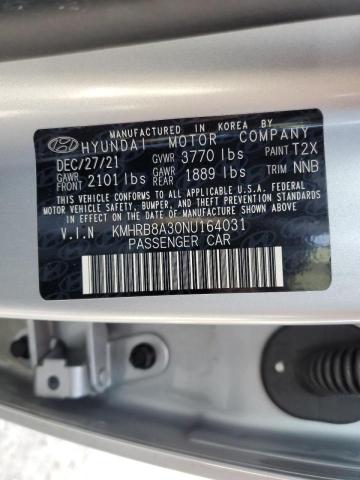 MANUFACTURED IN KOREA BY
HYUNDAI MOTOR COMPANY
DEC/27/21 GVWR 3770 lbs PAINT T2X
GAWR FRONT 2101 lbs GAWR REAR 1889 lbs TRIM NNB
THIS VEHICLE CONFORMS TO ALL APPLICABLE U.S.A. FEDERAL
MOTOR VEHICLE SAFETY, BUMPER, AND THEFT PREVENTION
STANDARDS IN EFFECT ON THE DATE OF MANUFACTURE SHOWN ABOVE.
V.I.N KMHRB8A30NU164031
PASSENGER CAR